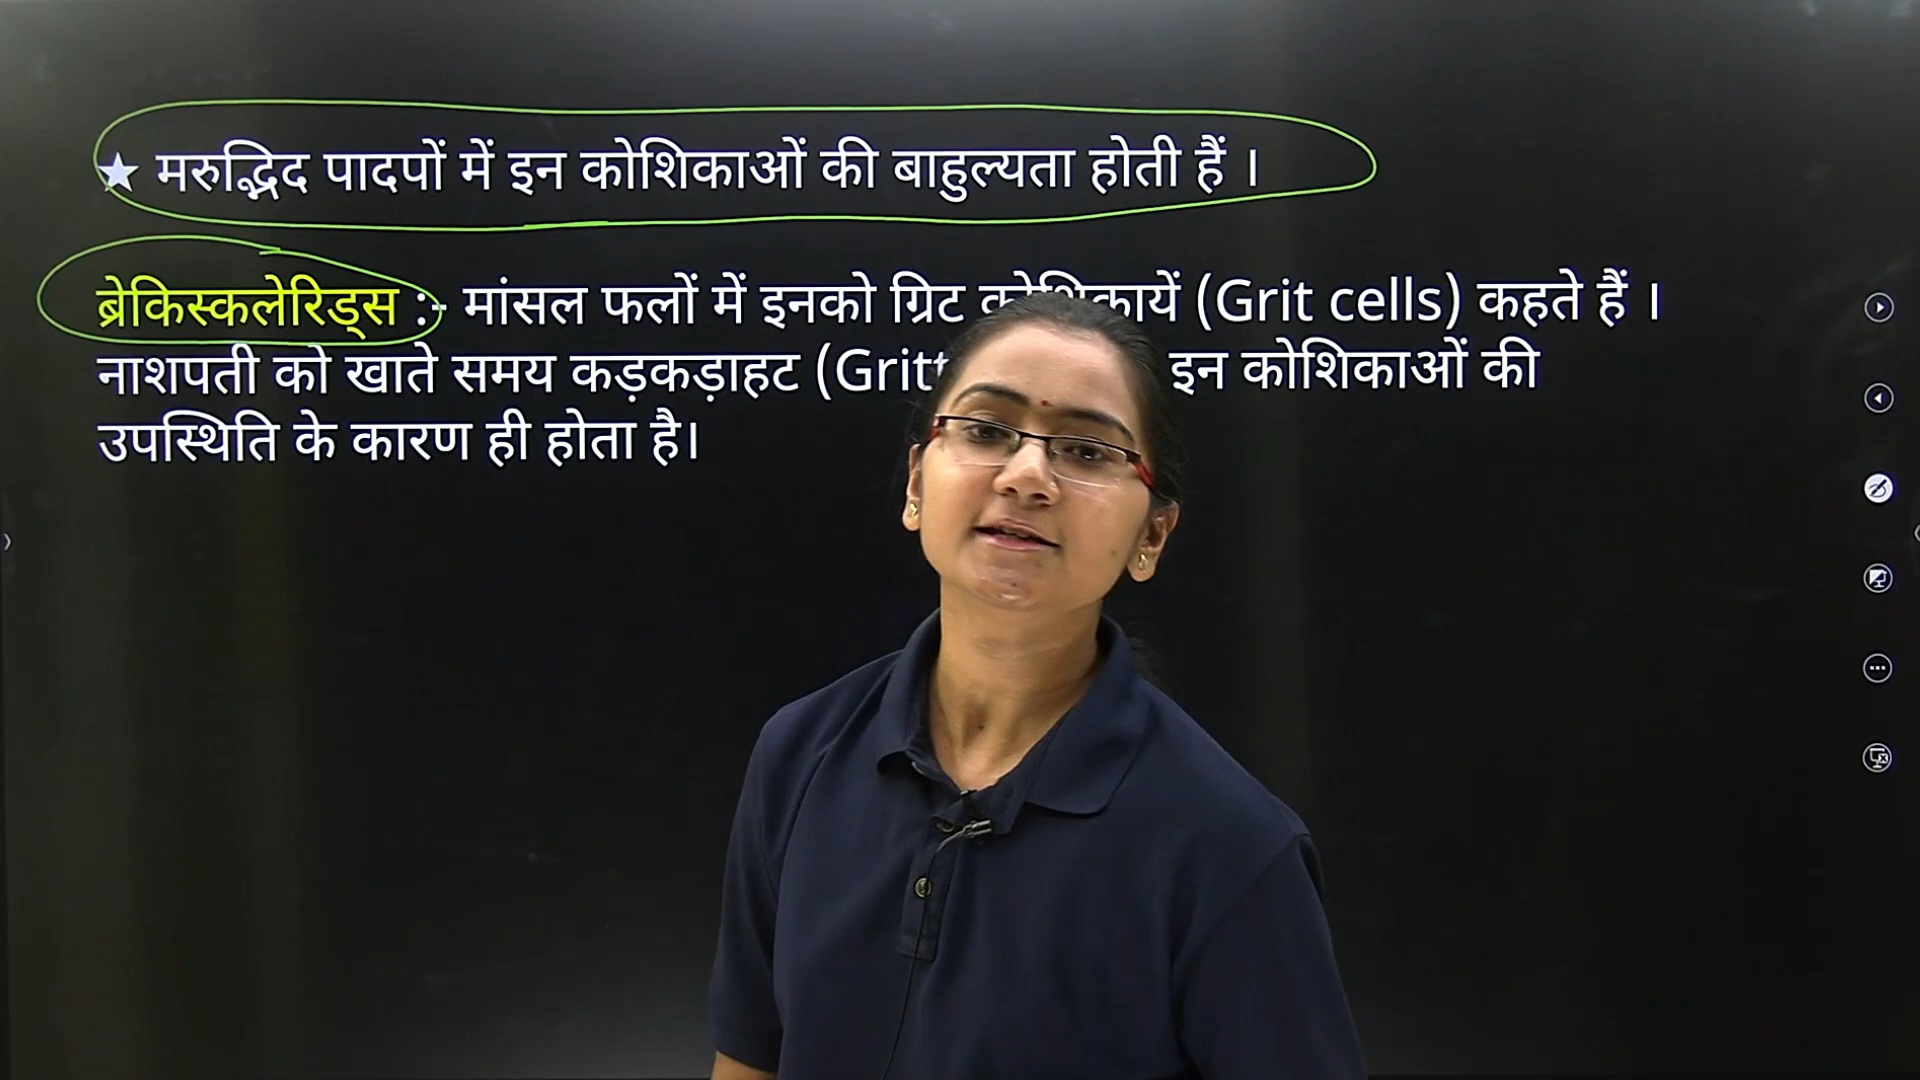 ★ मरुद्भिद पादपों में इन कोशिकाओं की बाहुल्यता होती हैं ।
ब्रेकिस्कलेरिड्स :- मांसल फलों में इनको ग्रिट कोशिकायें (Grit cells) कहते हैं ।
नाशपती को खाते समय कड़कड़ाहट इन कोशिकाओं की
उपस्थिति के कारण ही होता है।